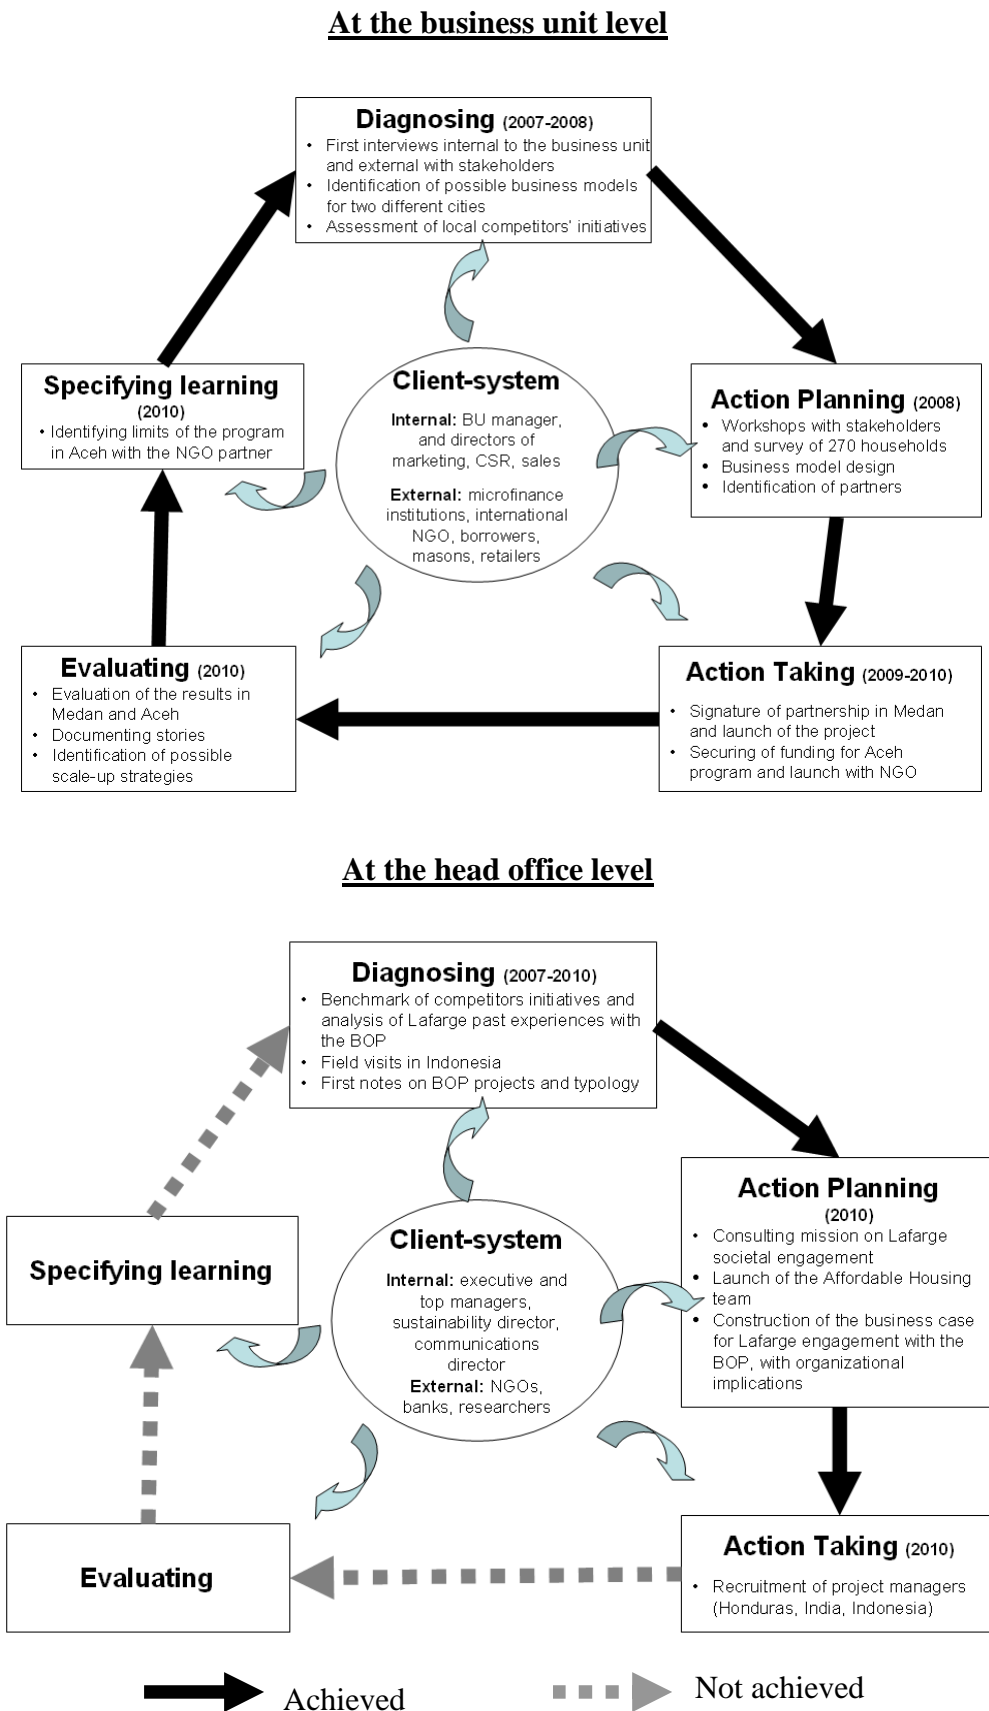 At the business unit level
Diagnosing (2007-2008)
• First interviews internal to the business unit
and external with stakeholders
• Identification of possible business models
for two different cities
• Assessment of local competitors' initiatives
Specifying learning
(2010)
• Identifying limits of the program
in Aceh with the NGO partner
Client-system
Internal: BU manager,
and directors of
marketing, CSR, sales
External: microfinance
institutions, international
NGO, borrowers,
masons, retailers
Action Planning (2008)
• Workshops with stakeholders
and survey of 270 households
• Business model design
• Identification of partners
Evaluating (2010)
• Evaluation of the results in
Medan and Aceh
• Documenting stories
• Identification of possible
scale-up strategies
Action Taking (2009-2010)
• Signature of partnership in Medan
and launch of the project
• Securing of funding for Aceh
program and launch with NGO
At the head office level
Diagnosing (2007-2010)
• Benchmark of competitors initiatives and
analysis of Lafarge past experiences with
the BOP
• Field visits in Indonesia
• First notes on BOP projects and typology
Specifying learning
Client-system
Internal: executive and
top managers,
sustainability director,
communications
director
External: NGOs,
banks, researchers
Action Planning
(2010)
• Consulting mission on Lafarge
societal engagement
• Launch of the Affordable Housing
team
• Construction of the business case
for Lafarge engagement with the
BOP, with organizational
implications
Evaluating
Action Taking (2010)
• Recruitment of project managers
(Honduras, India, Indonesia)
Achieved
Not achieved